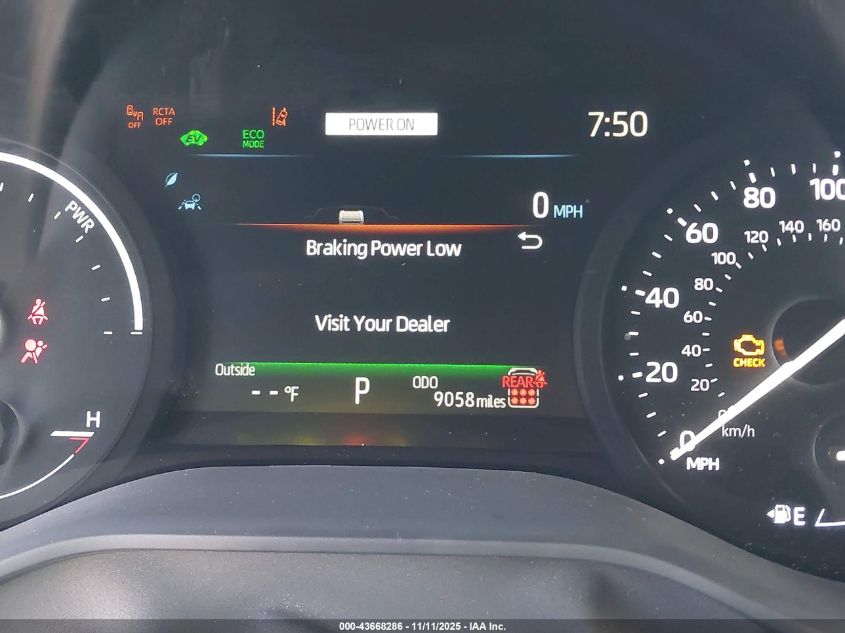 RCTA
OFF
OFF
EV
ECO
MODE
POWER ON
7:50
0 MPH
Braking Power Low
Visit Your Dealer
Outside
-- °F
P
ODO
9058 miles
REAR
PWR
H
100
80
60
40
20
0
MPH
160
140
120
100
80
60
40
20
0
km/h
CHECK
E
000-43668286 - 11/11/2025 - IAA Inc.